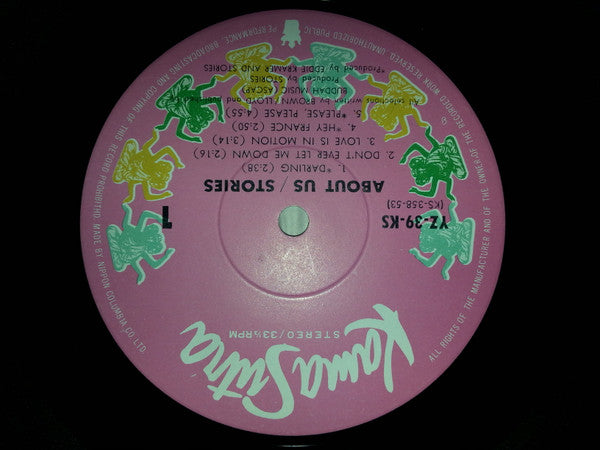 Kama Sutra
STEREO/33⅓RPM
YZ-39-KS
(KS-358-53)
1
ABOUT US / STORIES
1. *DARLING (2:38)
2. DON'T EVER LET ME DOWN (2:16)
3. LOVE IS IN MOTION (3:14)
4. *HEY FRANCE (2:50)
5. *PLEASE, PLEASE (4:55)
All selections written by BROWN/LLOYD and published by
BUDDAH MUSIC (ASCAP)
Produced by STORIES
*Produced by EDDIE KRAMER AND STORIES
ALL RIGHTS OF THE MANUFACTURER AND OF THE OWNER OF THE RECORDED WORK RESERVED. UNAUTHORIZED PUBLIC PERFORMANCE, BROADCASTING AND COPYING OF THIS RECORD PROHIBITED. MADE BY NIPPON COLUMBIA CO. LTD.